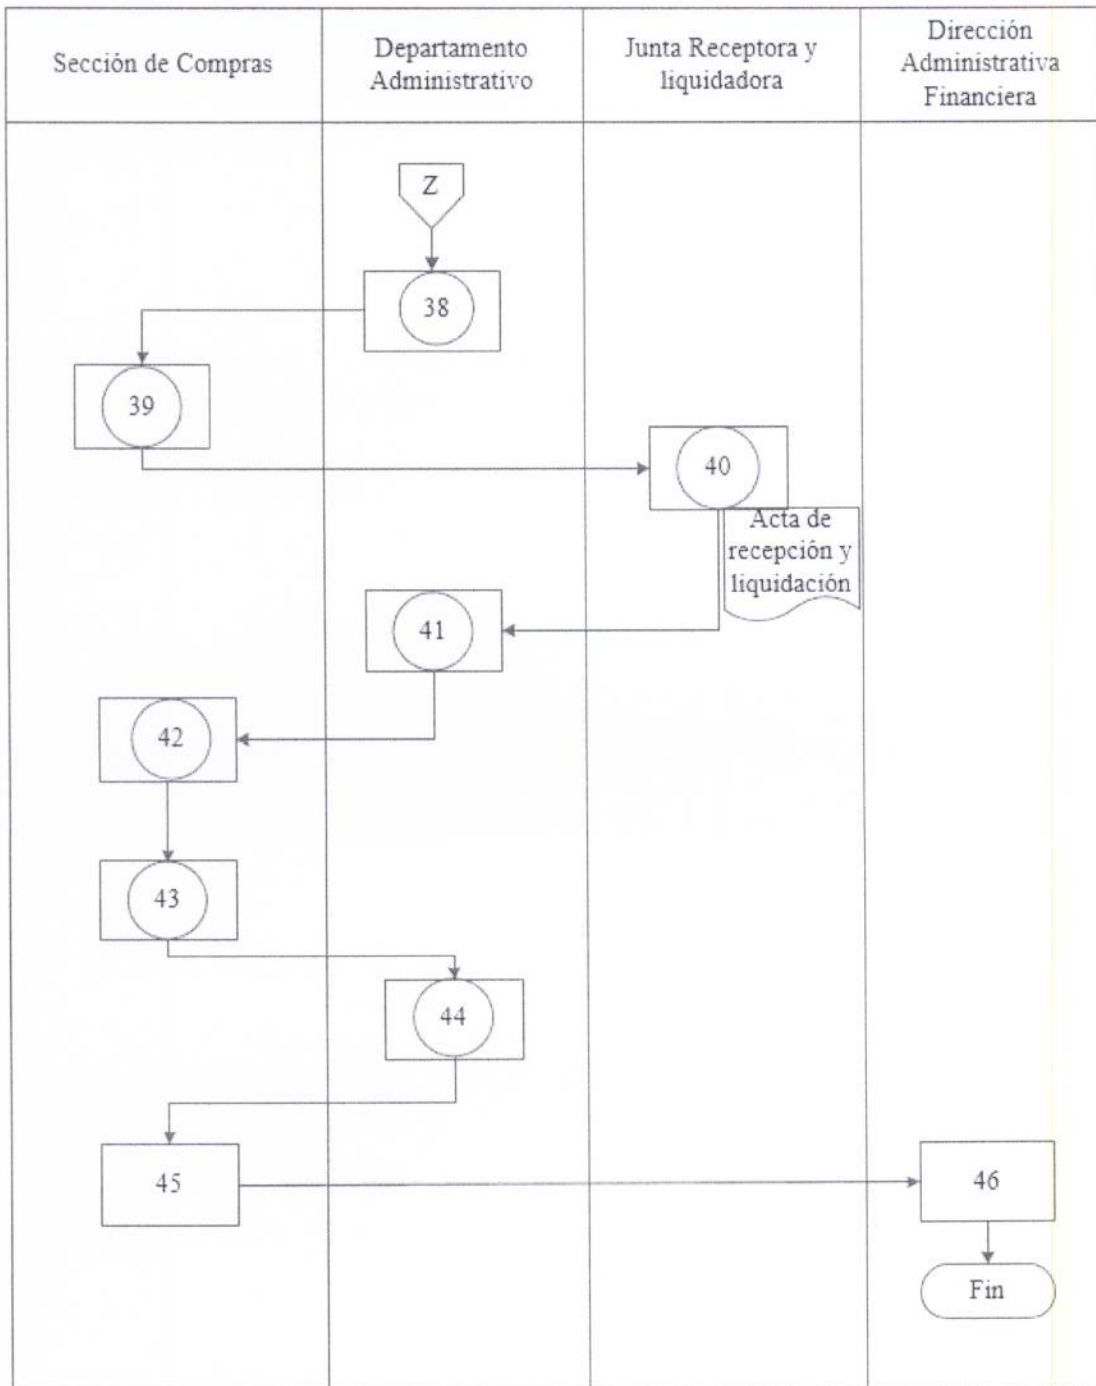 Sección de Compras
Departamento
Administrativo
Junta Receptora y
liquidadora
Dirección
Administrativa
Financiera
Z
38
39
40
Acta de
recepción y
liquidación
41
42
43
44
45
46
Fin